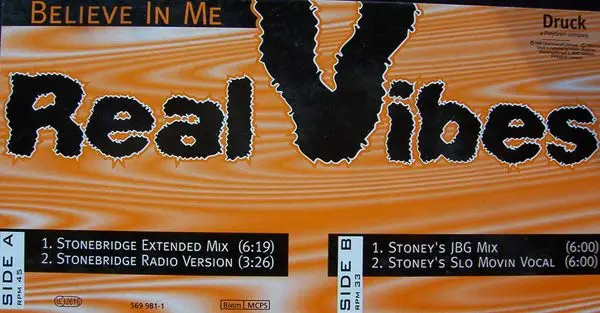 BELIEVE IN ME
Druck
a PolyGram company
Real Vibes
SIDE A
RPM 45
1. STONEBRIDGE EXTENDED MIX (6:19)
2. STONEBRIDGE RADIO VERSION (3:26)
SIDE B
RPM 33
1. STONEY'S JBG MIX (6:00)
2. STONEY'S SLO MOVIN VOCAL (6:00)
LC 2616
569 981-1
Biem MCPS